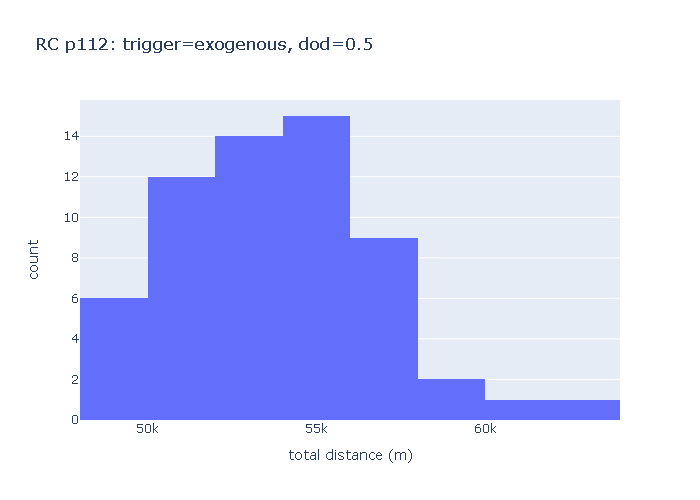 RC p112: trigger=exogenous, dod=0.5
14
12
10
8
6
4
2
0
count
50k
55k
60k
total distance (m)